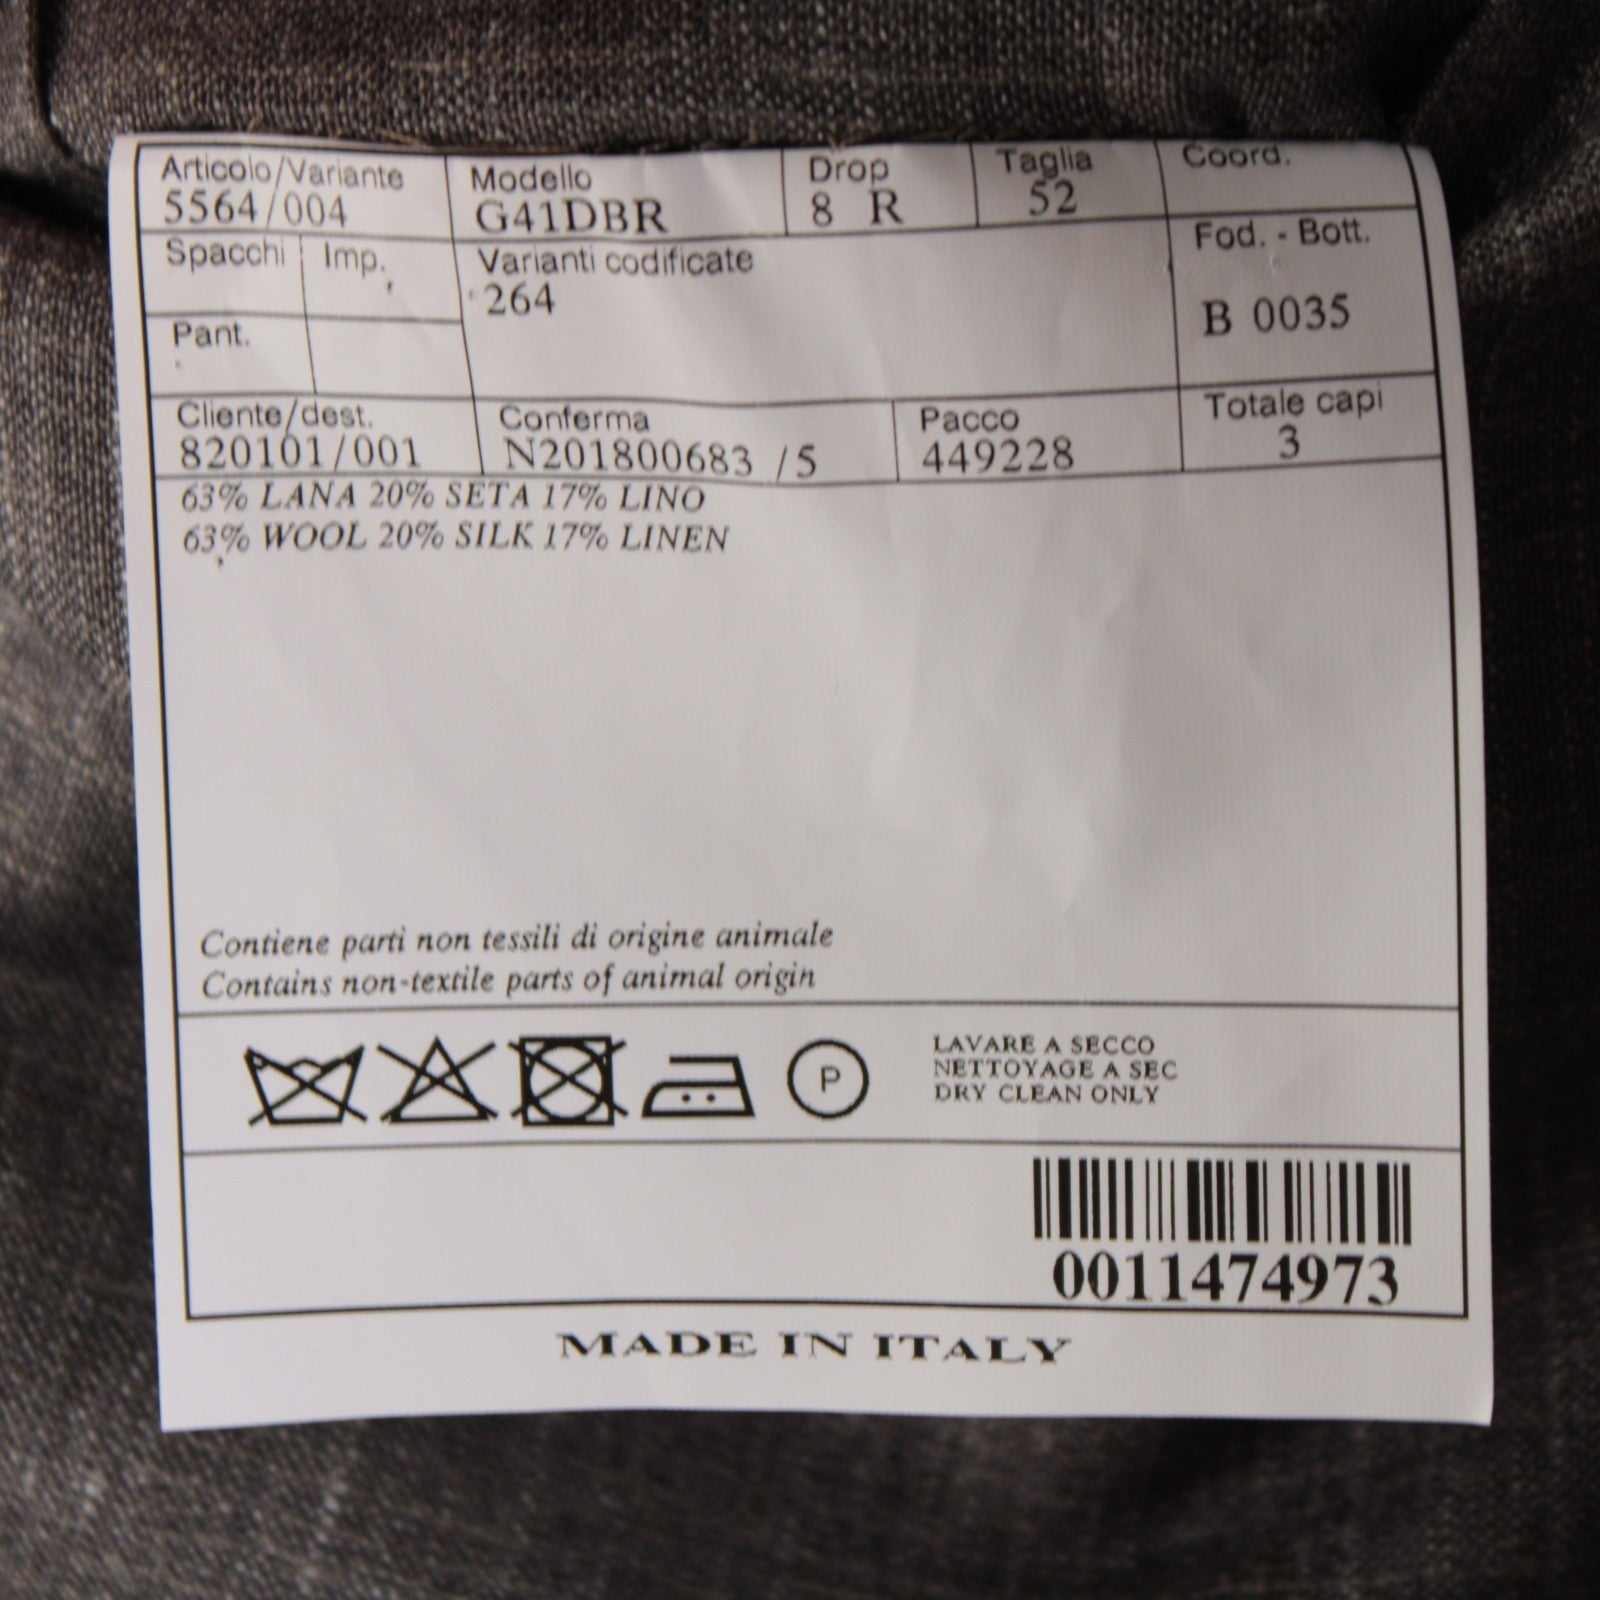 Articolo/Variante Modello Drop Taglia Coord.
5564/004 G41DBR 8 R 52
Spacchi Imp. Varianti codificate Fod. - Bott.
264 B 0035
Pant.
Cliente/dest. Conferma Pacco Totale capi
820101/001 N201800683 /5 449228 3
63% LANA 20% SETA 17% LINO
63% WOOL 20% SILK 17% LINEN
Contiene parti non tessili di origine animale
Contains non-textile parts of animal origin
P
LAVARE A SECCO
NETTOYAGE A SEC
DRY CLEAN ONLY
0011474973
MADE IN ITALY